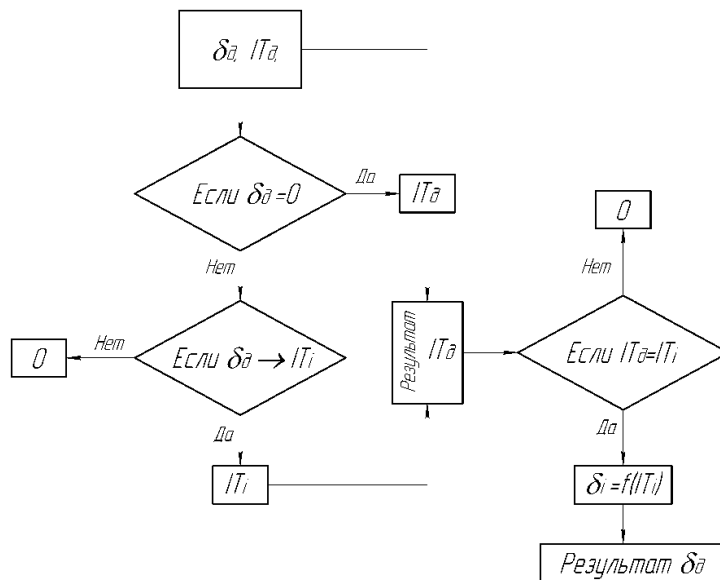 δд, ITд,
Если δд=0
Да
ITд
Нет
Если δд → ITi
Нет
0
Да
ITi
Результат
ITд
Если ITд=ITi
Нет
0
Да
δi=f(ITi)
Результат δд